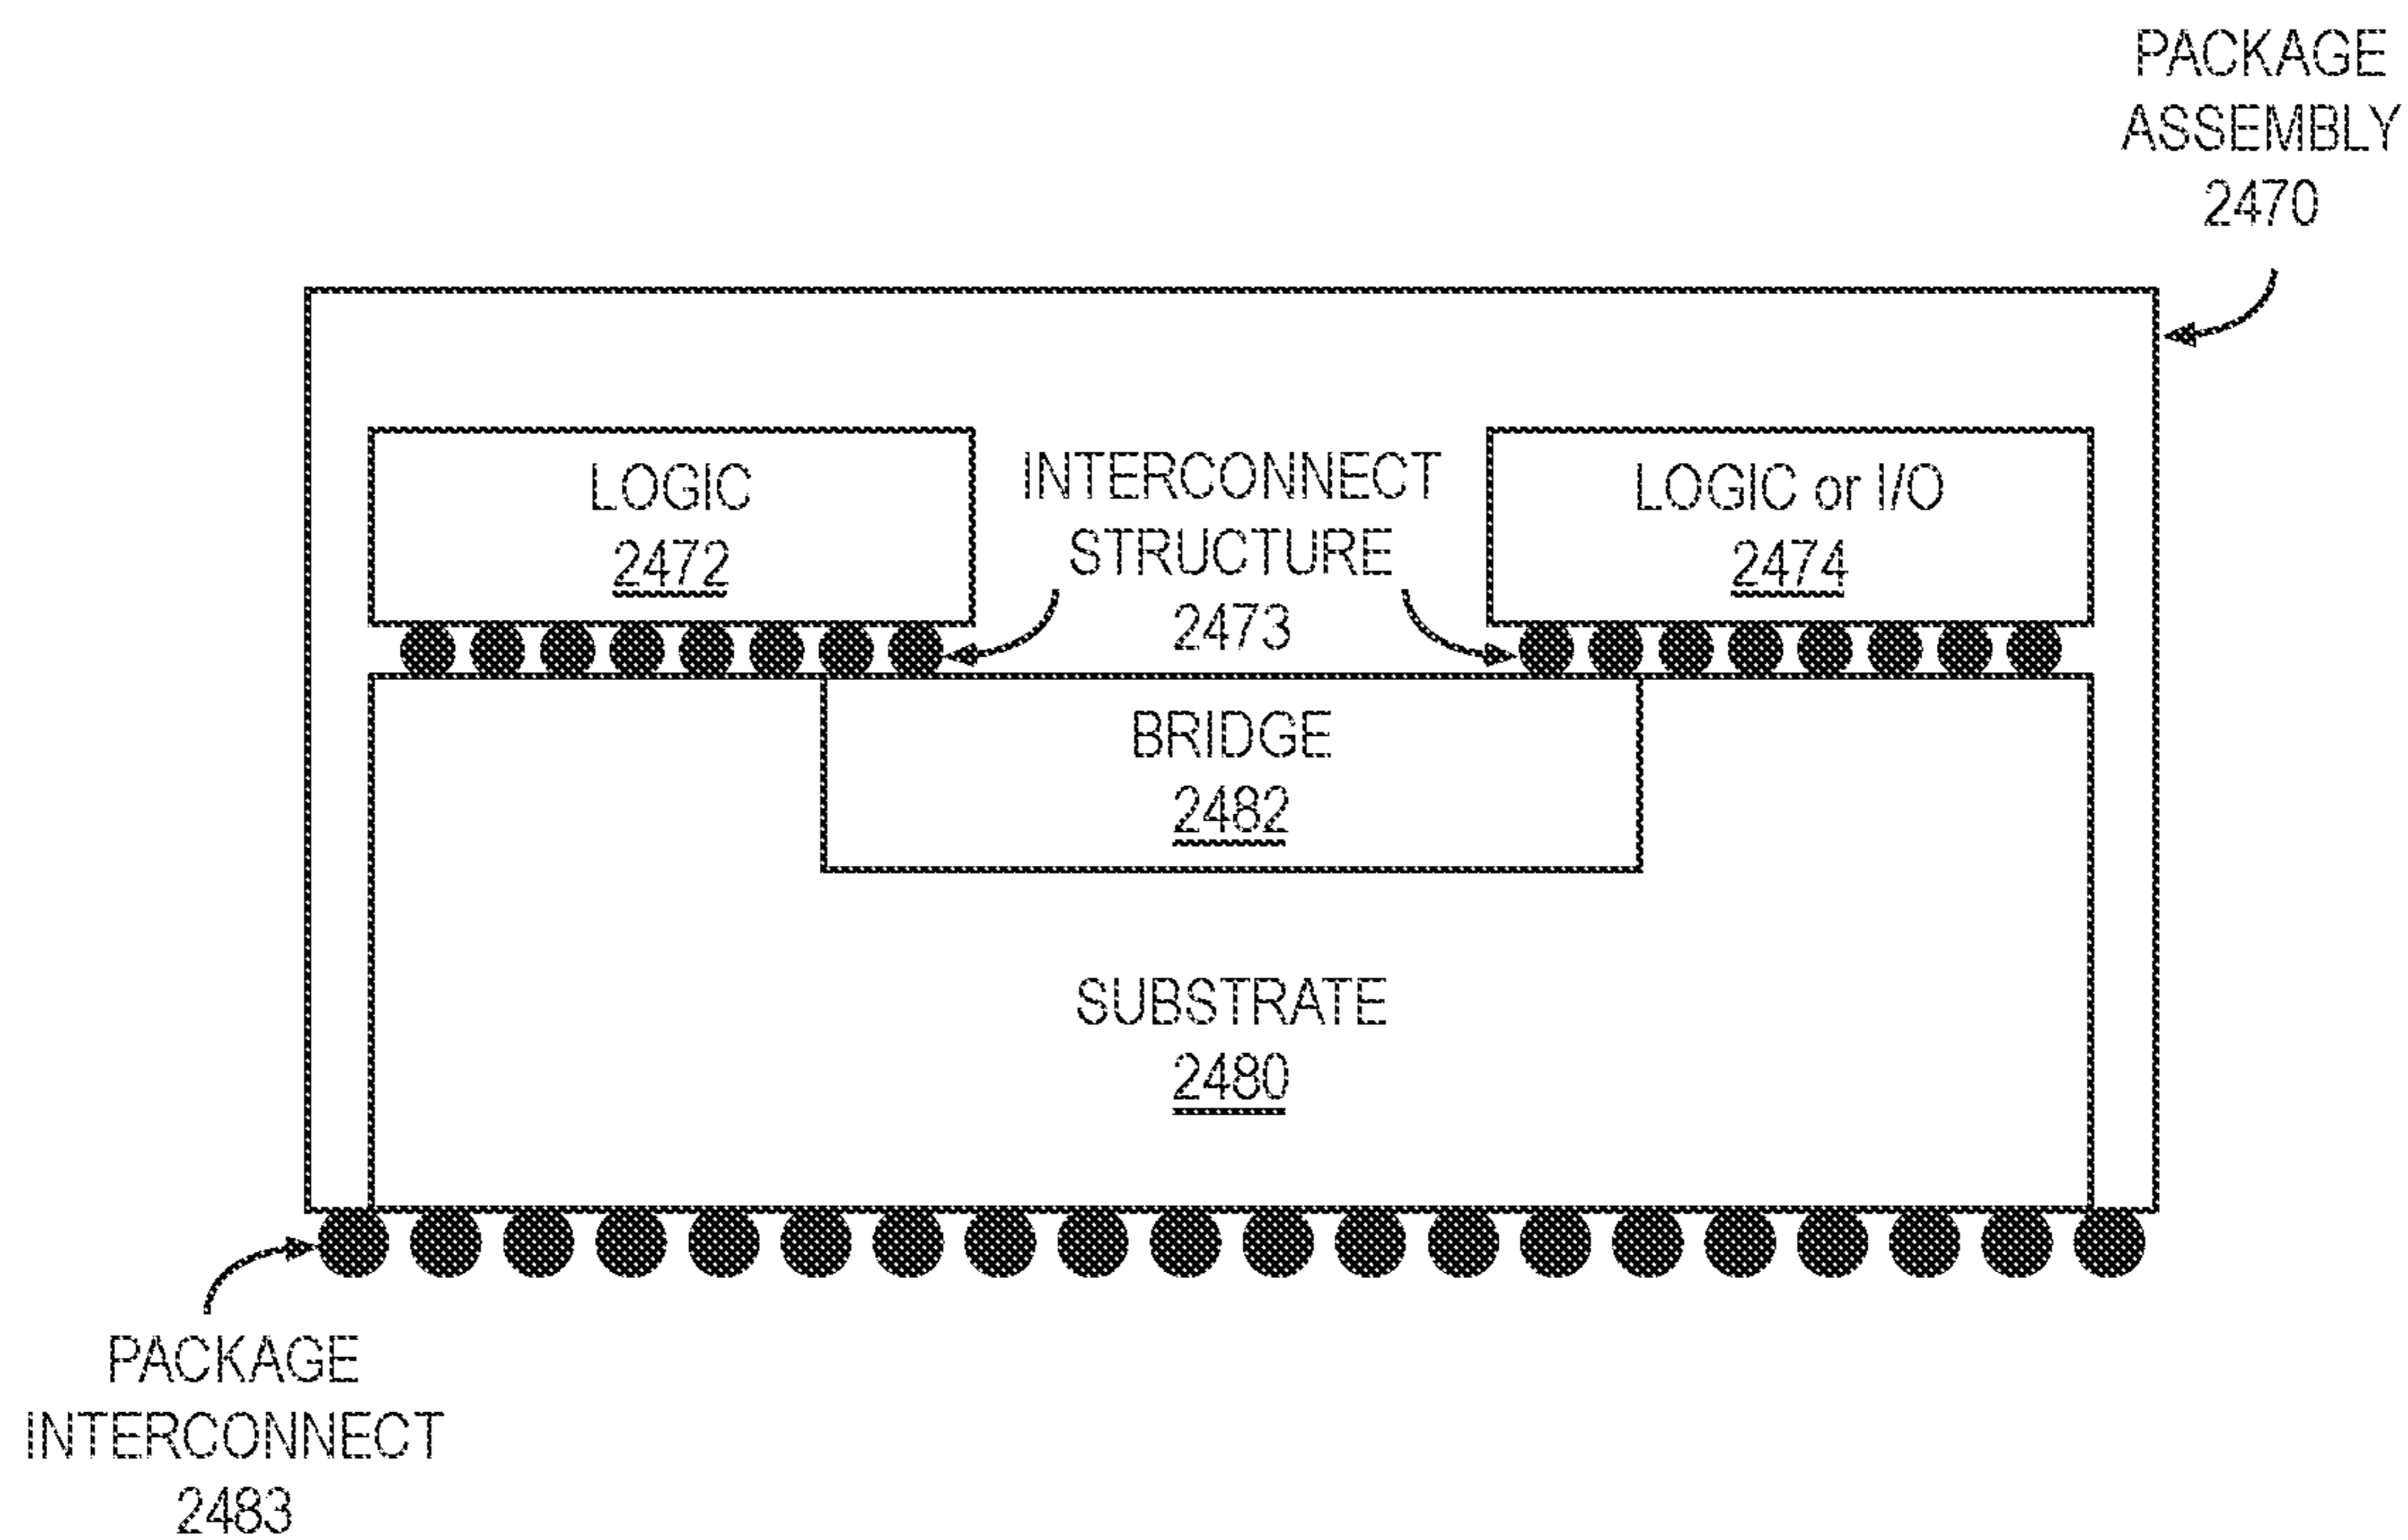 PACKAGE
ASSEMBLY
2470
LOGIC
2472
INTERCONNECT
STRUCTURE
2473
LOGIC or I/O
2474
BRIDGE
2482
SUBSTRATE
2480
PACKAGE
INTERCONNECT
2483